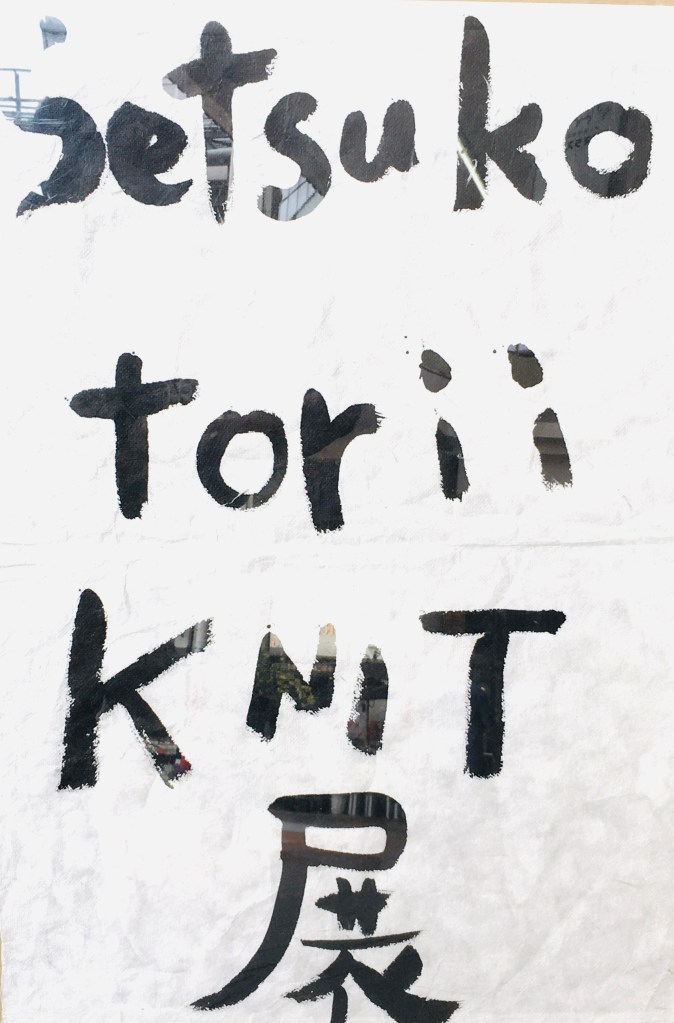 setsuko
torii
KNIT
展